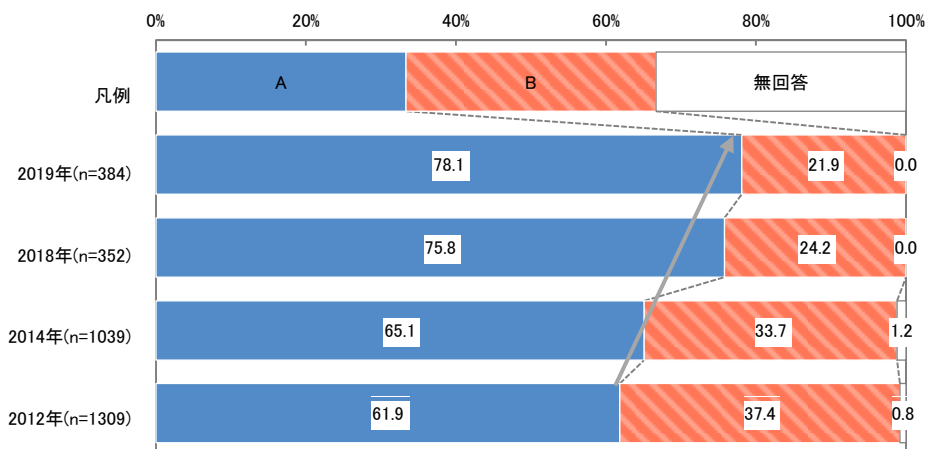 0% 20% 40% 60% 80% 100%
凡例 A B 無回答
2019年(n=384) 78.1 21.9 0.0
2018年(n=352) 75.8 24.2 0.0
2014年(n=1039) 65.1 33.7 1.2
2012年(n=1309) 61.9 37.4 0.8